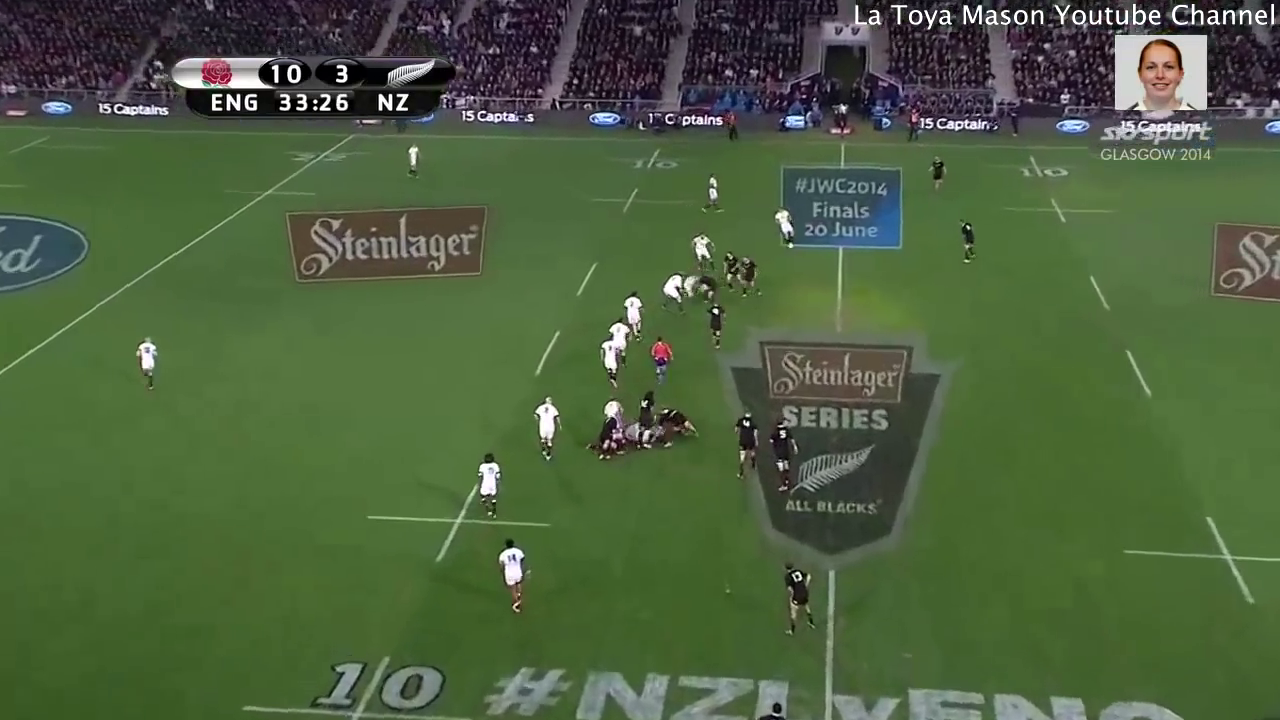 La Toya Mason Youtube Channel
10 3
ENG 33:26 NZ
15 Captains
15 Captains
15 Captains
15 Captains
15 Captains
sky sport
GLASGOW 2014
10
10
#JWC2014
Finals
20 June
Steinlager
Steinlager
SERIES
ALL BLACKS
14
13
10
#NZLvENG